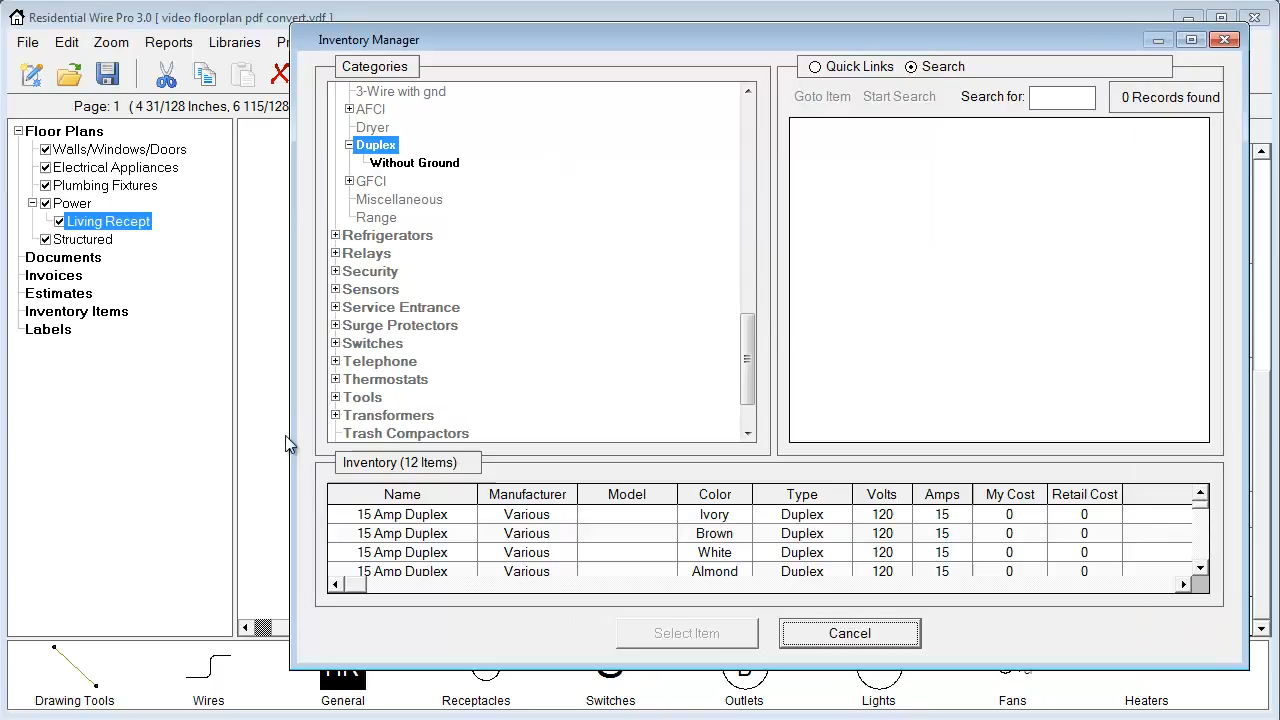 Residential Wire Pro 3.0 [ video floorplan pdf convert.vdf ]
File Edit Zoom Reports Libraries
Page: 1 ( 4 31/128 Inches, 6 115/128
Floor Plans
Walls/Windows/Doors
Electrical Appliances
Plumbing Fixtures
Power
Living Recept
Structured
Documents
Invoices
Estimates
Inventory Items
Labels
Inventory Manager
Categories
3-Wire with gnd
AFCI
Dryer
Duplex
Without Ground
GFCI
Miscellaneous
Range
Refrigerators
Relays
Security
Sensors
Service Entrance
Surge Protectors
Switches
Telephone
Thermostats
Tools
Transformers
Trash Compactors
Quick Links Search
Goto Item Start Search Search for: 0 Records found
Inventory (12 Items)
Name Manufacturer Model Color Type Volts Amps My Cost Retail Cost
15 Amp Duplex Various Ivory Duplex 120 15 0 0
15 Amp Duplex Various Brown Duplex 120 15 0 0
15 Amp Duplex Various White Duplex 120 15 0 0
15 Amp Duplex Various Almond Duplex 120 15 0 0
Select Item Cancel
Drawing Tools Wires General Receptacles Switches Outlets Lights Fans Heaters